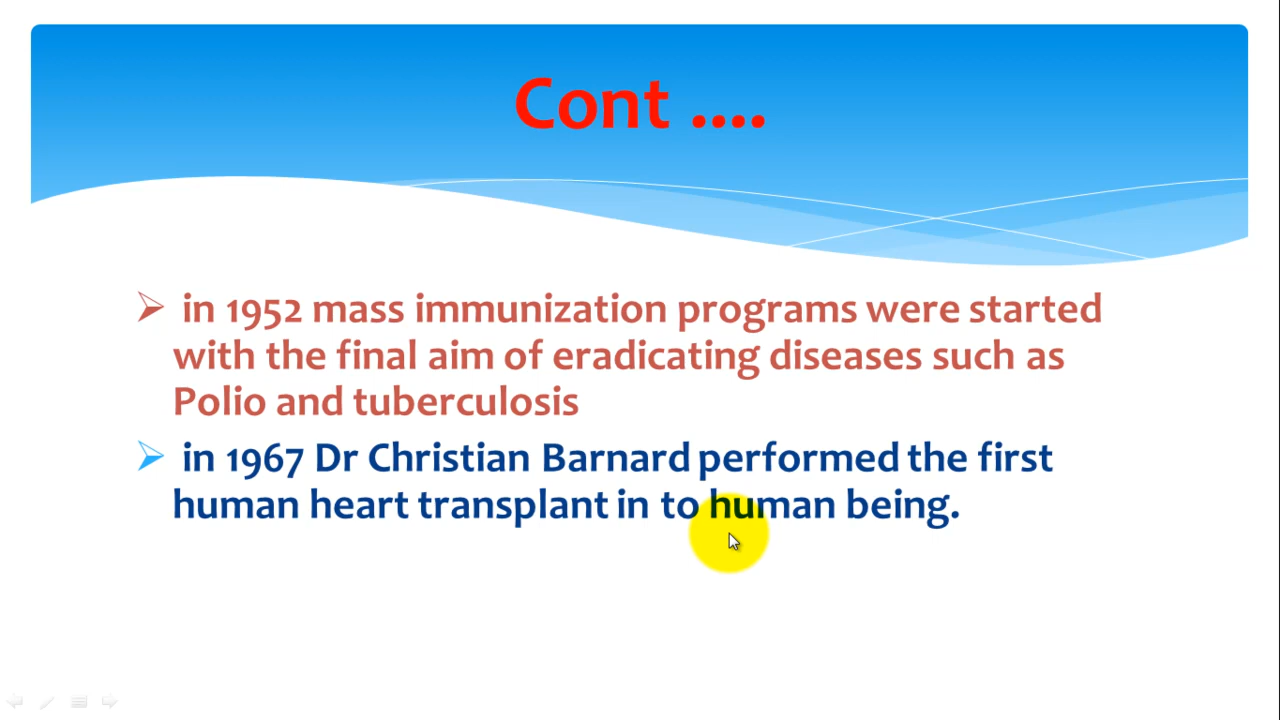 Cont ....
in 1952 mass immunization programs were started
with the final aim of eradicating diseases such as
Polio and tuberculosis
in 1967 Dr Christian Barnard performed the first
human heart transplant in to human being.